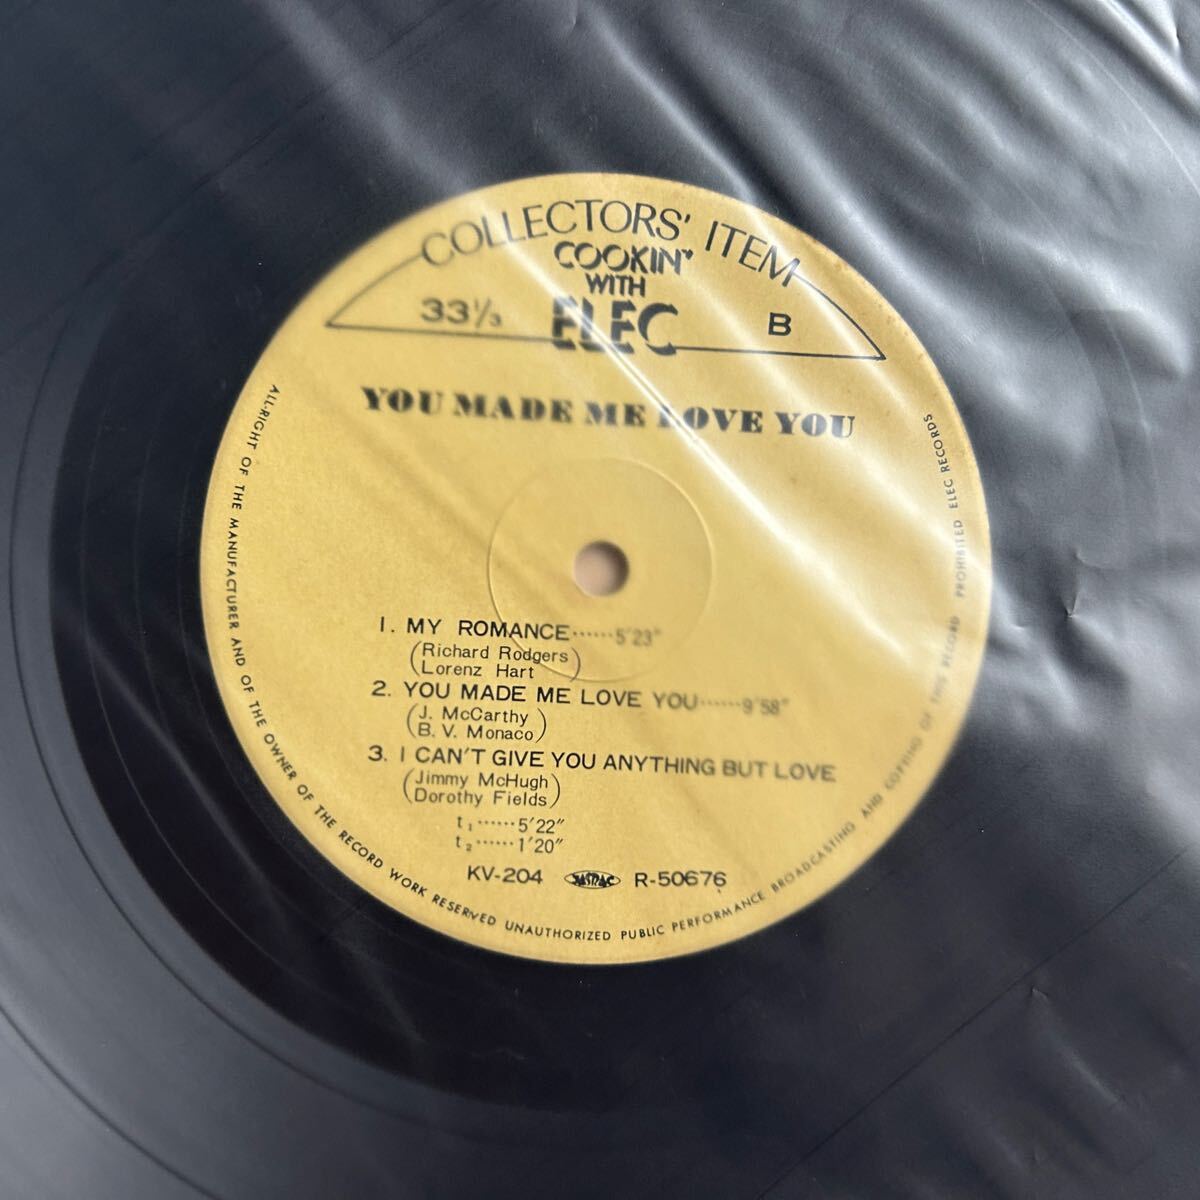 COLLECTORS' ITEM
COOKIN'
WITH
ELEC
33⅓
B
YOU MADE ME LOVE YOU
1. MY ROMANCE……5'23"
(Richard Rodgers
Lorenz Hart)
2. YOU MADE ME LOVE YOU……9'58"
(J. McCarthy
B. V. Monaco)
3. I CAN'T GIVE YOU ANYTHING BUT LOVE
(Jimmy McHugh
Dorothy Fields)
t₁……5'22"
t₂……1'20"
KV-204 JASRAC R-50676
ALL-RIGHT OF THE MANUFACTURER AND OF THE OWNER OF THE RECORD WORK RESERVED UNAUTHORIZED PUBLIC PERFORMANCE BROADCASTING AND COPYING OF THIS RECORD PROHIBITED ELEC RECORDS